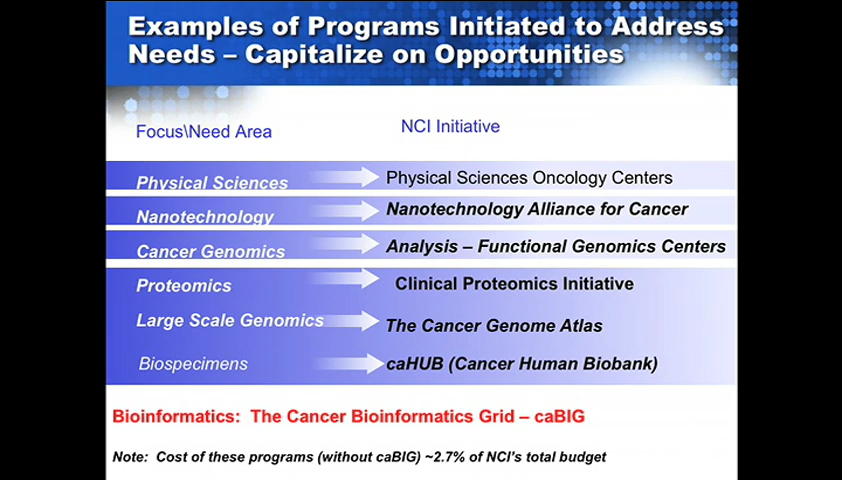 Examples of Programs Initiated to Address
Needs – Capitalize on Opportunities
Focus\Need Area
NCI Initiative
Physical Sciences
Physical Sciences Oncology Centers
Nanotechnology
Nanotechnology Alliance for Cancer
Cancer Genomics
Analysis – Functional Genomics Centers
Proteomics
Clinical Proteomics Initiative
Large Scale Genomics
The Cancer Genome Atlas
Biospecimens
caHUB (Cancer Human Biobank)
Bioinformatics: The Cancer Bioinformatics Grid – caBIG
Note: Cost of these programs (without caBIG) ~2.7% of NCI's total budget